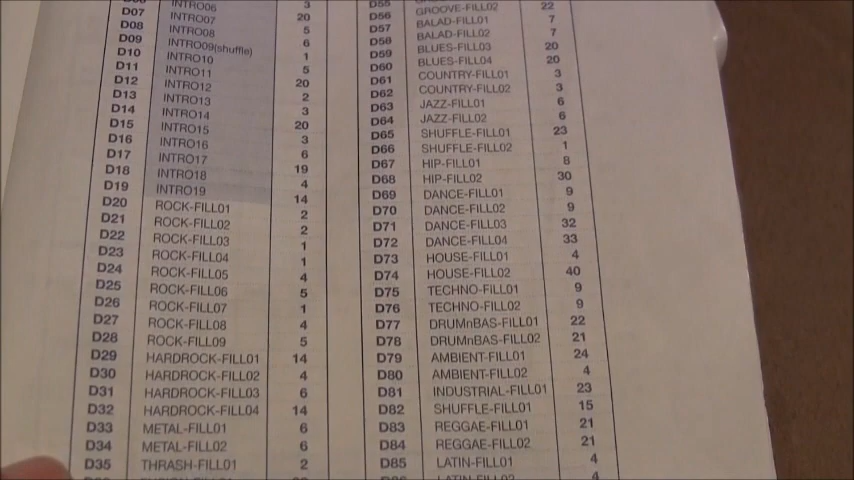 INTRO06 20 GROOVE-FILL02 22
D07 INTRO07 5 D57 BALAD-FILL01 7
D08 INTRO08 6 D58 BALAD-FILL02 7
D09 INTRO09(shuffle) 1 D59 BLUES-FILL03 20
D10 INTRO10 5 D60 BLUES-FILL04 20
D11 INTRO11 20 D61 COUNTRY-FILL01 3
D12 INTRO12 2 D62 COUNTRY-FILL02 3
D13 INTRO13 3 D63 JAZZ-FILL01 6
D14 INTRO14 20 D64 JAZZ-FILL02 6
D15 INTRO15 3 D65 SHUFFLE-FILL01 23
D16 INTRO16 6 D66 SHUFFLE-FILL02 1
D17 INTRO17 19 D67 HIP-FILL01 8
D18 INTRO18 4 D68 HIP-FILL02 30
D19 INTRO19 14 D69 DANCE-FILL01 9
D20 ROCK-FILL01 2 D70 DANCE-FILL02 9
D21 ROCK-FILL02 2 D71 DANCE-FILL03 32
D22 ROCK-FILL03 1 D72 DANCE-FILL04 33
D23 ROCK-FILL04 1 D73 HOUSE-FILL01 4
D24 ROCK-FILL05 4 D74 HOUSE-FILL02 40
D25 ROCK-FILL06 5 D75 TECHNO-FILL01 9
D26 ROCK-FILL07 1 D76 TECHNO-FILL02 9
D27 ROCK-FILL08 4 D77 DRUMnBAS-FILL01 22
D28 ROCK-FILL09 5 D78 DRUMnBAS-FILL02 21
D29 HARDROCK-FILL01 14 D79 AMBIENT-FILL01 24
D30 HARDROCK-FILL02 4 D80 AMBIENT-FILL02 4
D31 HARDROCK-FILL03 6 D81 INDUSTRIAL-FILL01 23
D32 HARDROCK-FILL04 14 D82 SHUFFLE-FILL01 15
D33 METAL-FILL01 6 D83 REGGAE-FILL01 21
D34 METAL-FILL02 6 D84 REGGAE-FILL02 21
D35 THRASH-FILL01 2 D85 LATIN-FILL01 4